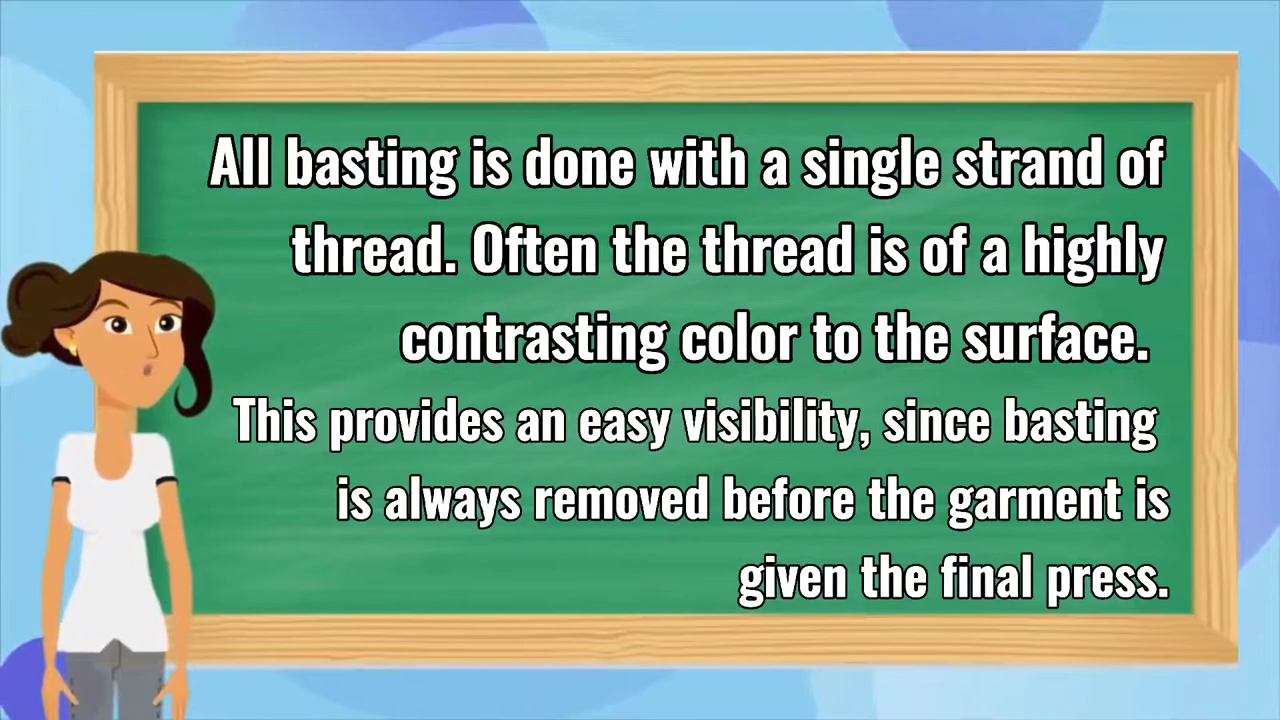 All basting is done with a single strand of
thread. Often the thread is of a highly
contrasting color to the surface.
This provides an easy visibility, since basting
is always removed before the garment is
given the final press.